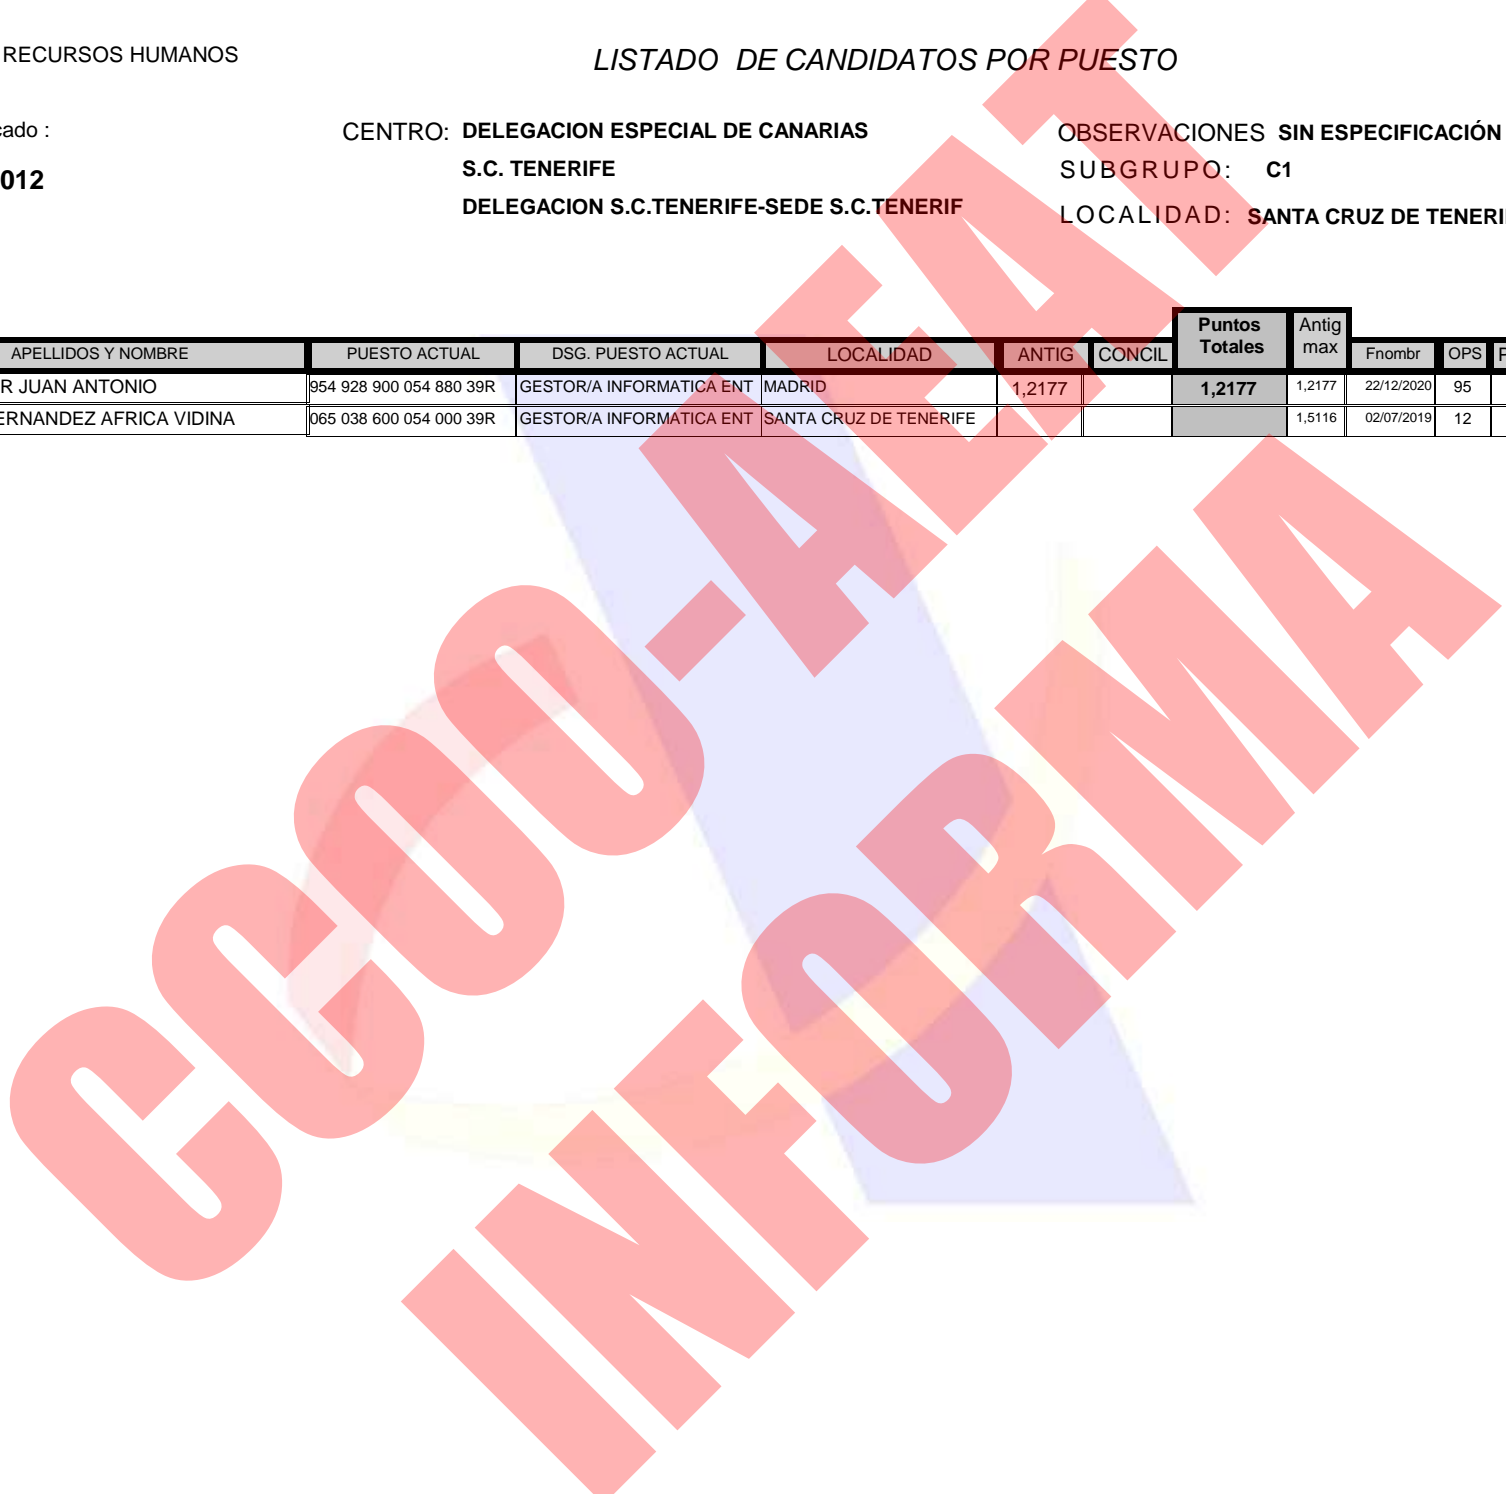 RECURSOS HUMANOS
LISTADO DE CANDIDATOS POR PUESTO
cado :
CENTRO: DELEGACION ESPECIAL DE CANARIAS
OBSERVACIONES SIN ESPECIFICACIÓN
012
S.C. TENERIFE
SUBGRUPO: C1
DELEGACION S.C.TENERIFE-SEDE S.C.TENERIF
LOCALIDAD: SANTA CRUZ DE TENERI
APELLIDOS Y NOMBRE PUESTO ACTUAL DSG. PUESTO ACTUAL LOCALIDAD ANTIG CONCIL Puntos Totales Antig max Fnombr OPS P
R JUAN ANTONIO 954 928 900 054 880 39R GESTOR/A INFORMATICA ENT MADRID 1,2177 1,2177 1,2177 22/12/2020 95
ERNANDEZ AFRICA VIDINA 065 038 600 054 000 39R GESTOR/A INFORMATICA ENT SANTA CRUZ DE TENERIFE 1,5116 02/07/2019 12
CCOO-AEAT
INFORMA